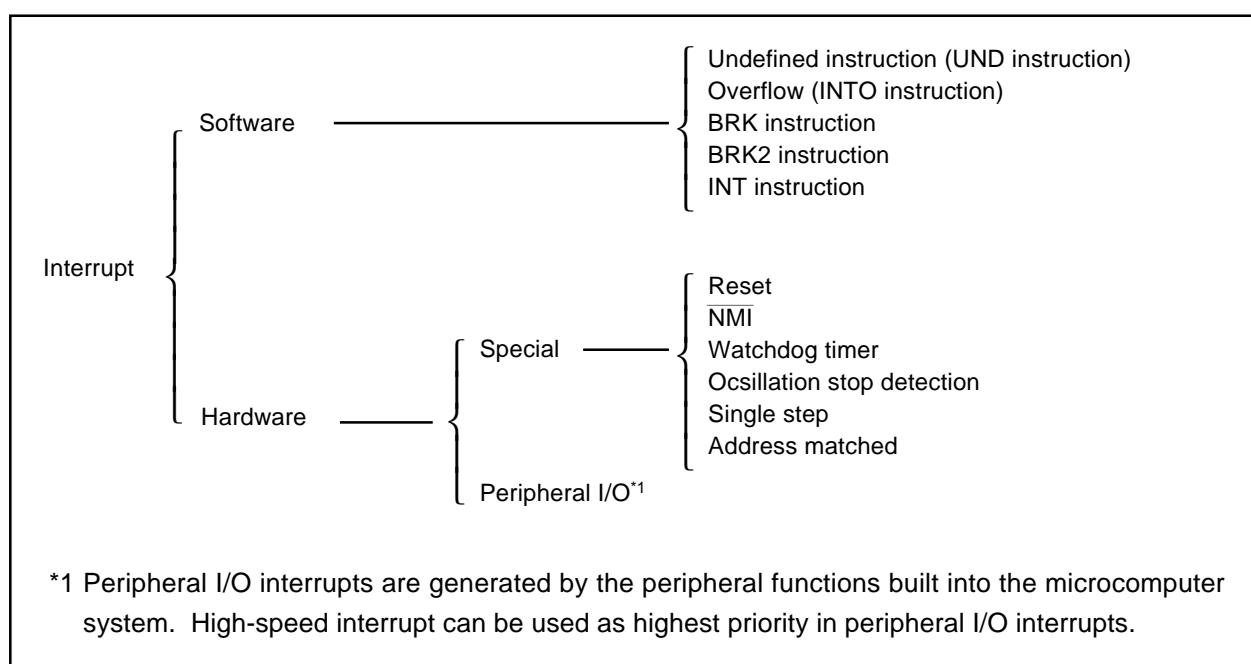 Undefined instruction (UND instruction)
Overflow (INTO instruction)
Software
BRK instruction
BRK2 instruction
INT instruction
Interrupt
Reset
NMI
Special
Watchdog timer
Ocsillation stop detection
Single step
Hardware
Address matched
Peripheral I/O*1
*1 Peripheral I/O interrupts are generated by the peripheral functions built into the microcomputer
system. High-speed interrupt can be used as highest priority in peripheral I/O interrupts.